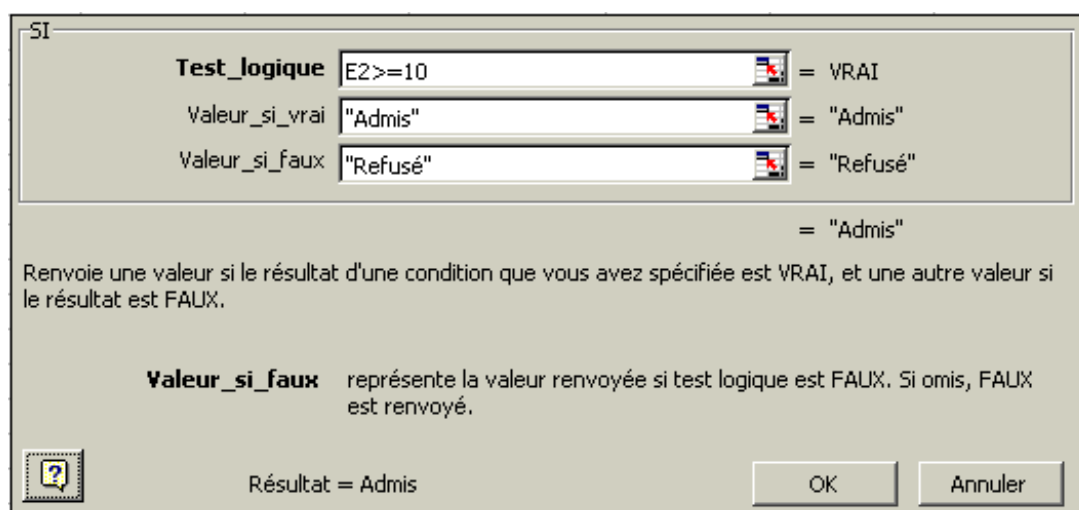 SI
Test_logique E2>=10 = VRAI
Valeur_si_vrai "Admis" = "Admis"
Valeur_si_faux "Refusé" = "Refusé"
= "Admis"
Renvoie une valeur si le résultat d'une condition que vous avez spécifiée est VRAI, et une autre valeur si
le résultat est FAUX.
Valeur_si_faux représente la valeur renvoyée si test logique est FAUX. Si omis, FAUX
est renvoyé.
? Résultat = Admis OK Annuler